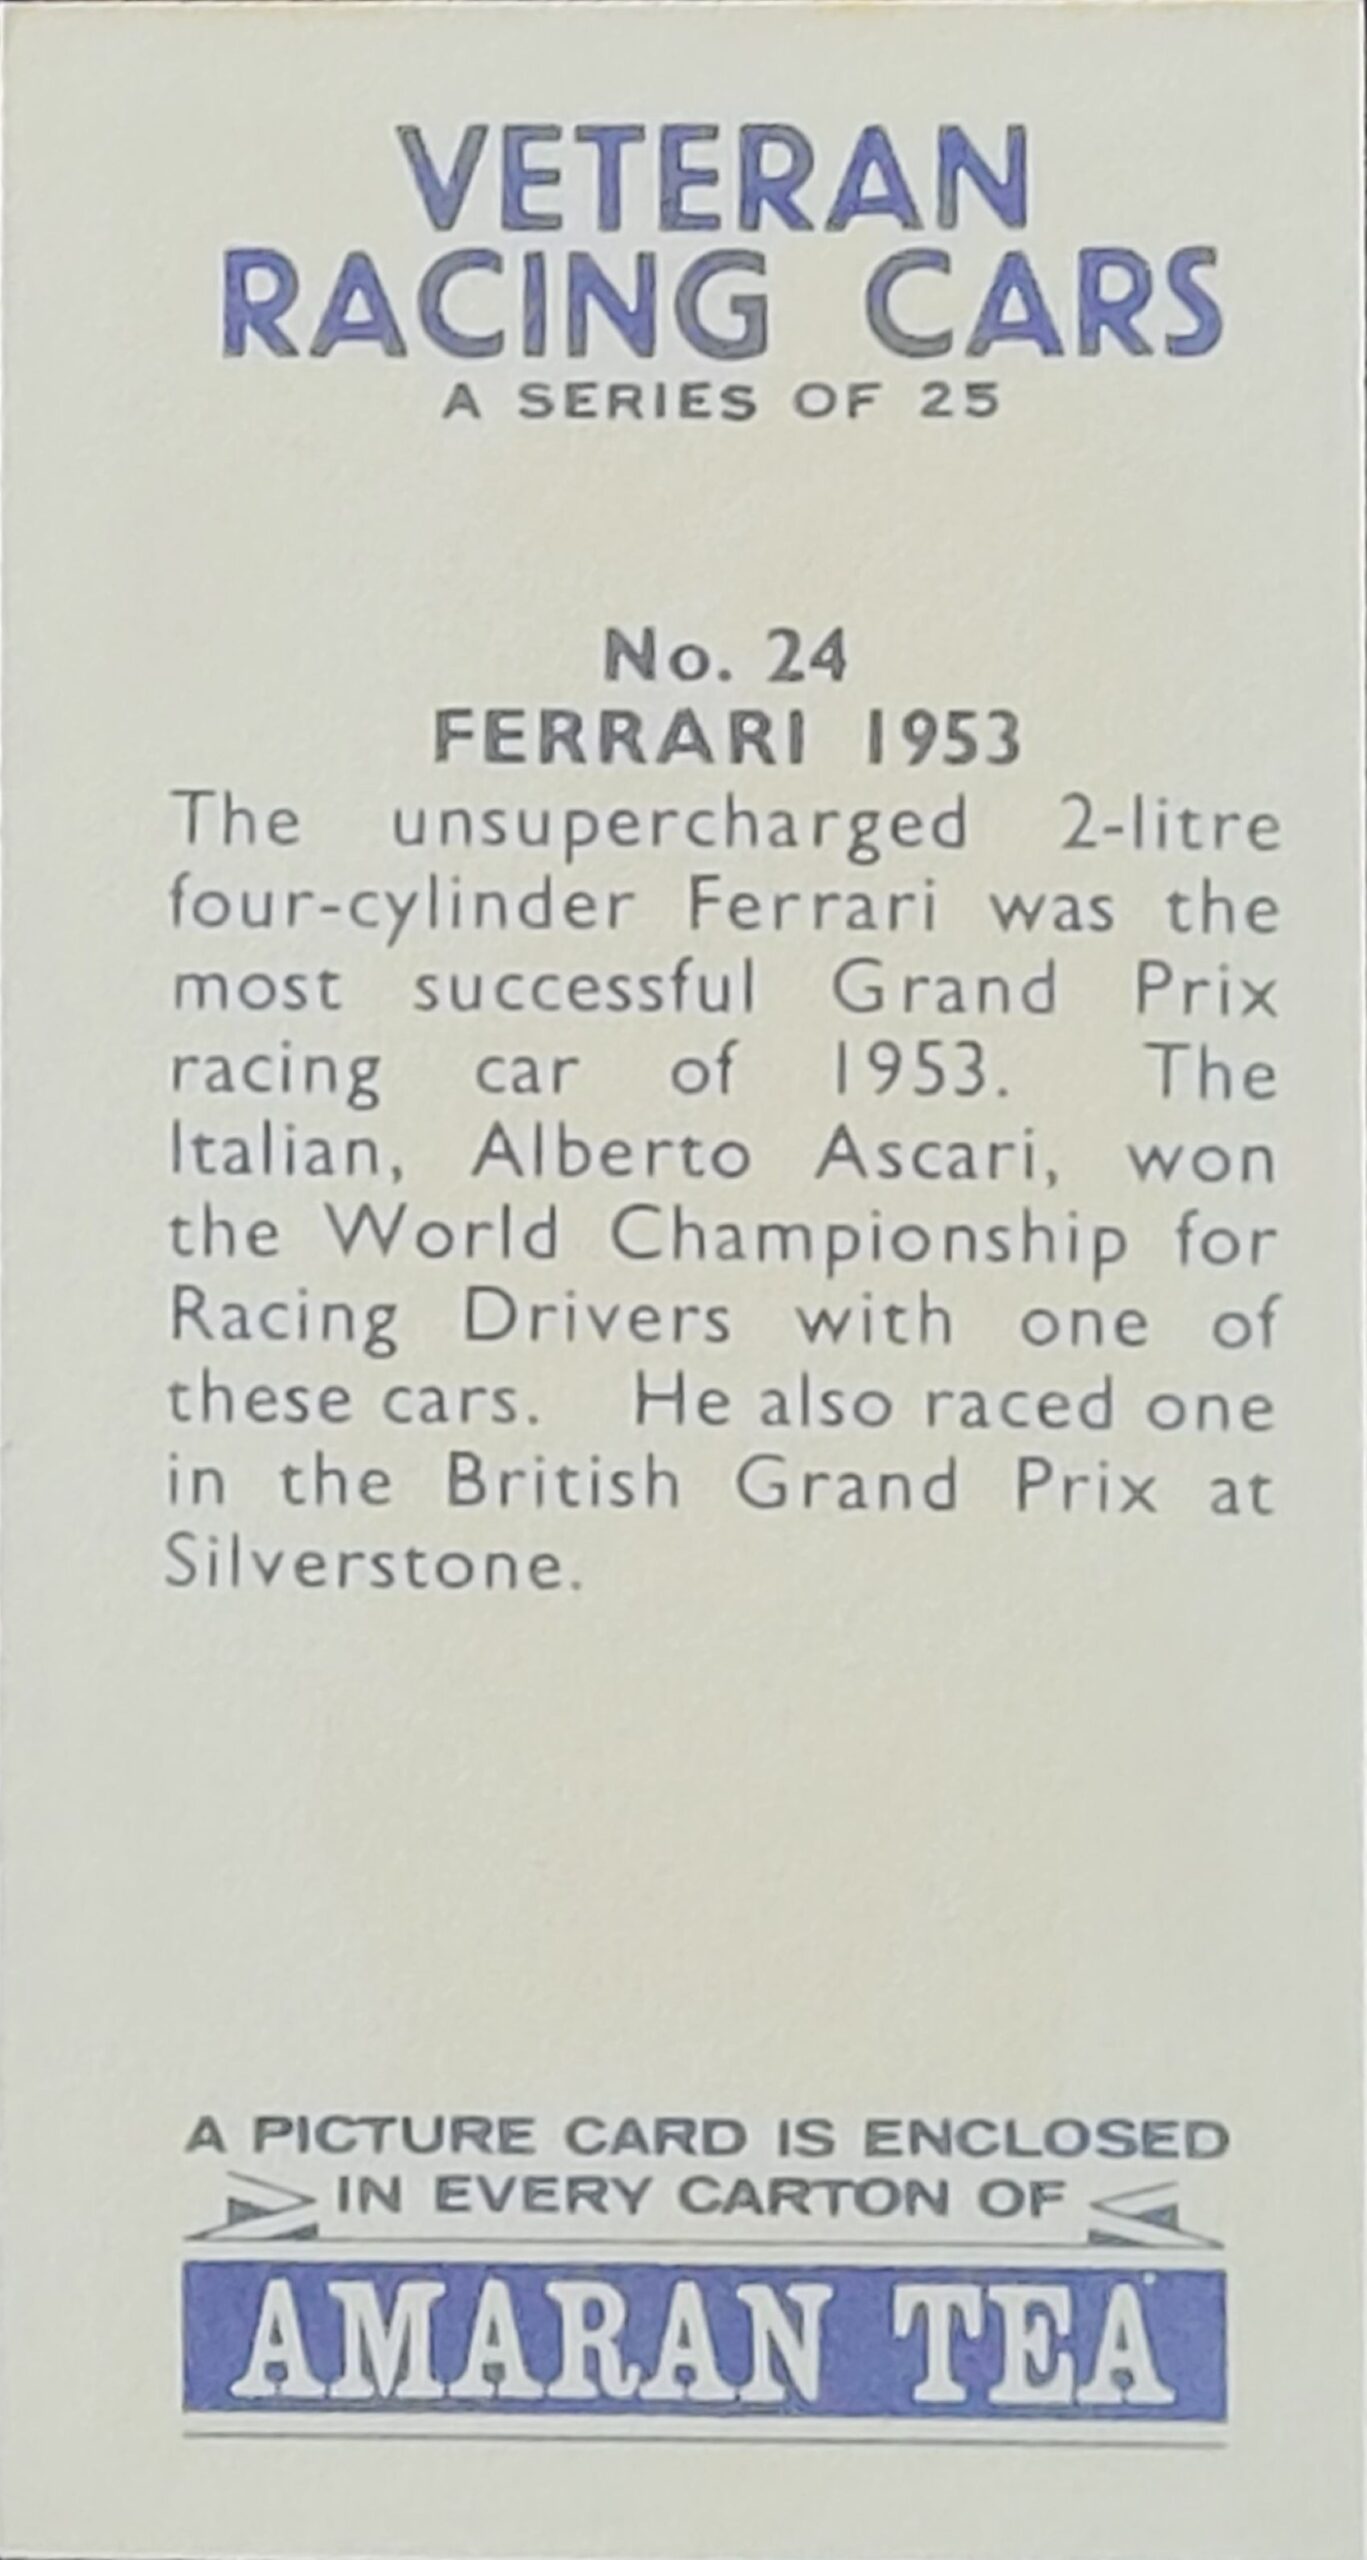 VETERAN
RACING CARS
A SERIES OF 25
No. 24
FERRARI 1953
The unsupercharged 2-litre
four-cylinder Ferrari was the
most successful Grand Prix
racing car of 1953. The
Italian, Alberto Ascari, won
the World Championship for
Racing Drivers with one of
these cars. He also raced one
in the British Grand Prix at
Silverstone.
A PICTURE CARD IS ENCLOSED
IN EVERY CARTON OF
AMARAN TEA